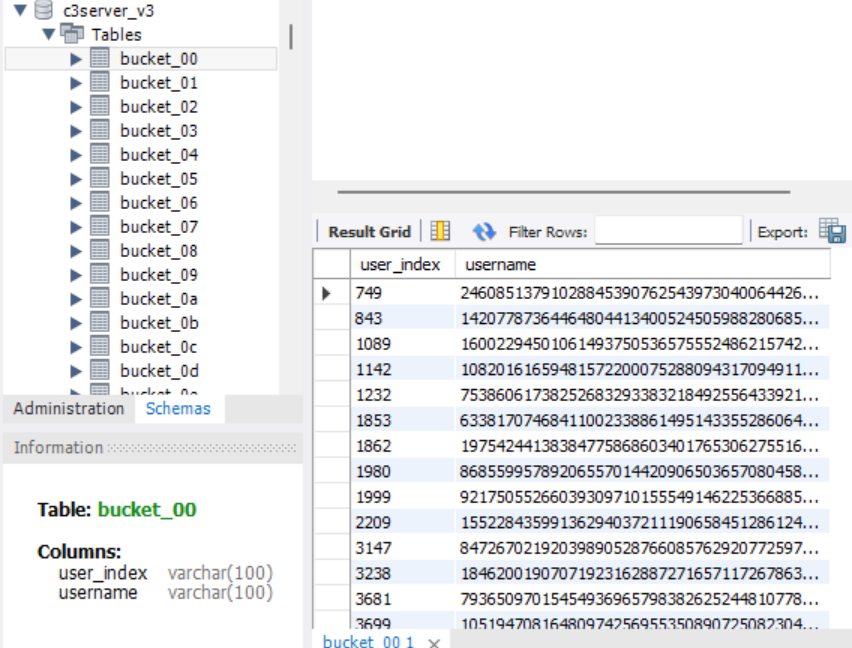 c3server_v3
Tables
bucket_00
bucket_01
bucket_02
bucket_03
bucket_04
bucket_05
bucket_06
bucket_07
bucket_08
bucket_09
bucket_0a
bucket_0b
bucket_0c
bucket_0d
Administration Schemas
Information
Table: bucket_00
Columns:
user_index varchar(100)
username varchar(100)
Result Grid Filter Rows: Export:
user_index username
749 24608513791028845390762543973040064426...
843 14207787364464804413400524505988280685...
1089 16002294501061493750536575552486215742...
1142 10820161659481572200075288094317094911...
1232 75386061738252683293383218492556433921...
1853 63381707468411002338861495143355286064...
1862 19754244138384775868603401765306275516...
1980 86855995789206557014420906503657080458...
1999 92175055266039309710155549146225366885...
2209 15522843599136294037211190658451286124...
3147 84726702192039890528766085762920772597...
3238 18462001907071923162887271657117267863...
3681 79365097015454936965798382625244810778...
3699 10519470816480974256955350890725082304...
bucket_00 1